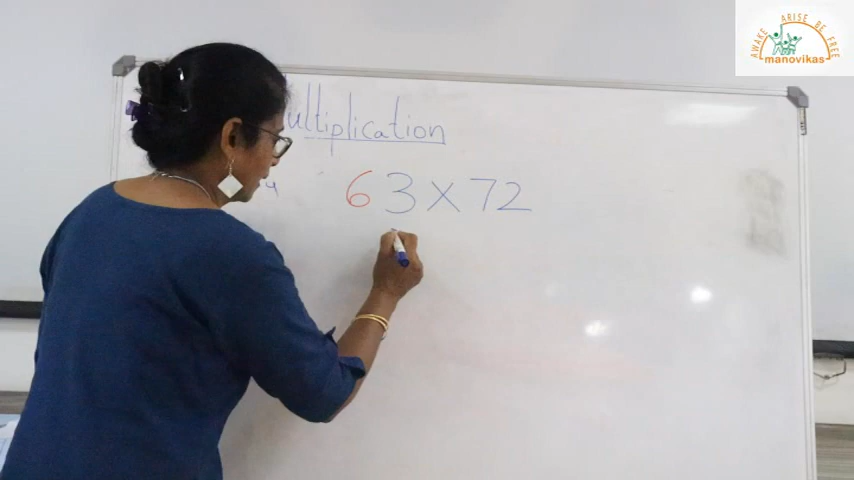 AWAKE ARISE BE FREE
manovikas
ultiplication
63 X 72